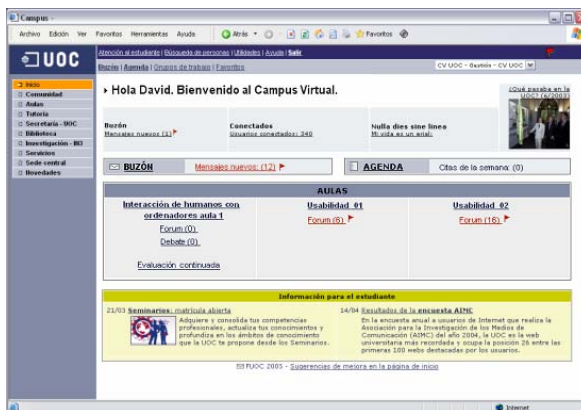 Campus -
Archivo Edición Ver Favoritos Herramientas Ayuda Atrás Favoritos
UOC
Atención al estudiante | Búsqueda de personas | Utilidades | Ayuda | Salir
Buzón | Agenda | Grupos de trabajo | Favoritos
CV UOC - Gestión - CV UOC
Inicio
Comunidad
Aulas
Tutoría
Secretaría - UOC
Biblioteca
Investigación - BO
Servicios
Sede central
Novedades
Hola David. Bienvenido al Campus Virtual.
¿Qué pasaba en la
UOC? (6/2003)
Buzón
Mensajes nuevos (1)
Conectados
Usuarios conectados: 340
Nulla dies sine linea
Mi vida es un erial:
BUZÓN Mensajes nuevos: (12)
AGENDA Citas de la semana: (0)
AULAS
Interacción de humanos con
ordenadores aula 1
Forum (0)
Debate (0)
Evaluación continuada
Usabilidad 01
Forum (6)
Usabilidad 02
Forum (16)
Información para el estudiante
21/03 Seminarios: matrícula abierta
Adquiere y consolida tus competencias
profesionales, actualiza tus conocimientos y
profundiza en los ámbitos de conocimiento
que la UOC te propone desde los Seminarios.
14/04 Resultados de la encuesta AIMC
En la encuesta anual a usuarios de Internet que realiza la
Asociación para la Investigación de los Medios de
Comunicación (AIMC) del año 2004, la UOC es la web
universitaria más recordada y ocupa la posición 26 entre las
primeras 100 webs destacadas por los usuarios.
FUOC 2005 - Sugerencias de mejora en la página de inicio
Internet